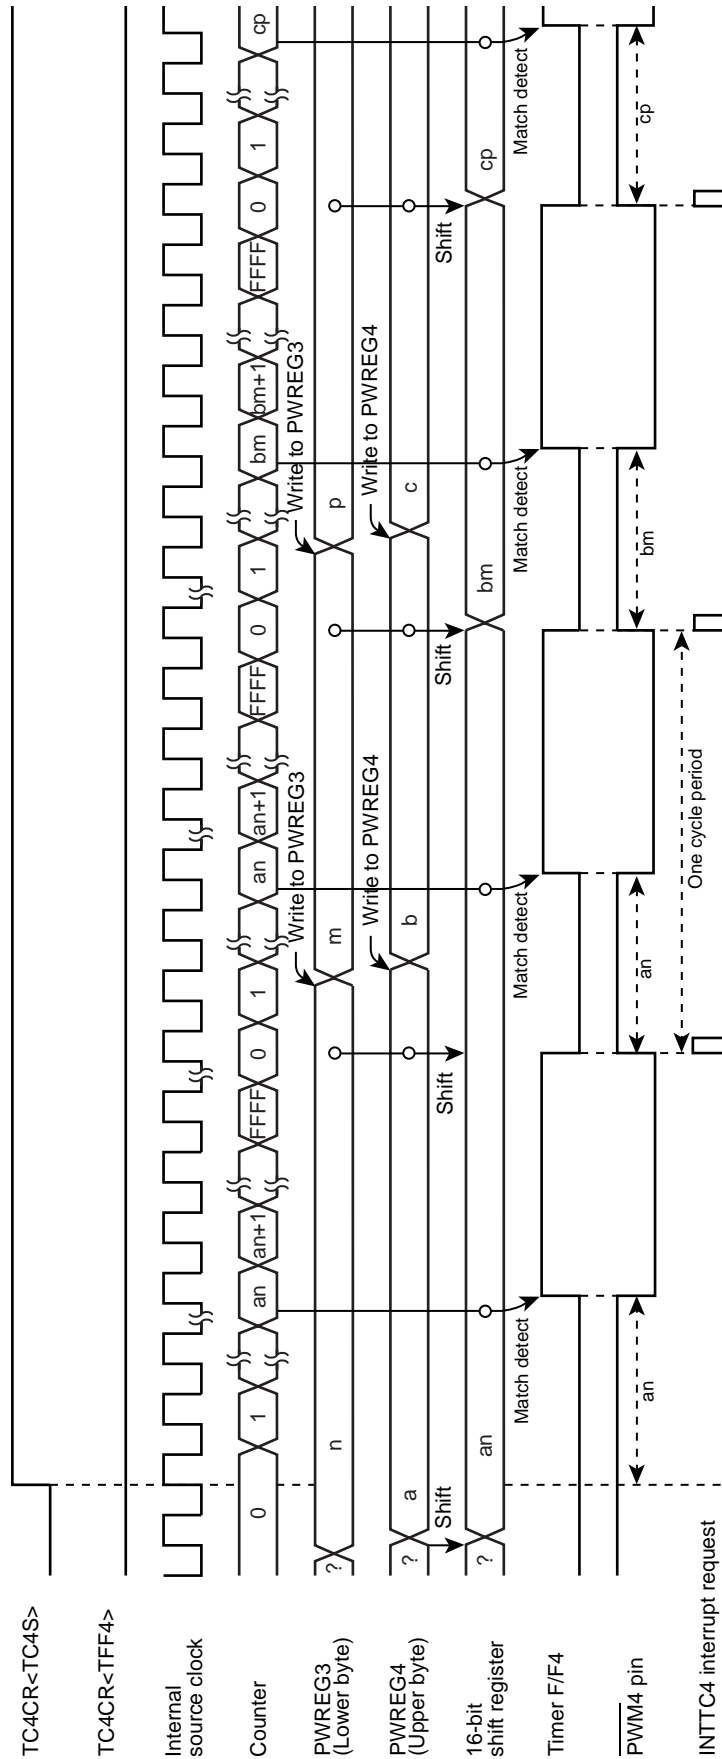 TC4CR<TC4S>
TC4CR<TFF4>
Internal
source clock
Counter
0
1
an
an+1
FFFF
0
1
an
an+1
FFFF
0
1
bm
bm+1
FFFF
0
1
cp
PWREG3
(Lower byte)
?
n
Write to PWREG3
m
Write to PWREG3
p
PWREG4
(Upper byte)
?
a
Write to PWREG4
b
Write to PWREG4
c
Shift
Shift
Shift
Shift
16-bit
shift register
?
an
bm
cp
Match detect
Match detect
Match detect
Match detect
Timer F/F4
PWM4 pin
an
an
bm
cp
One cycle period
INTTC4 interrupt request